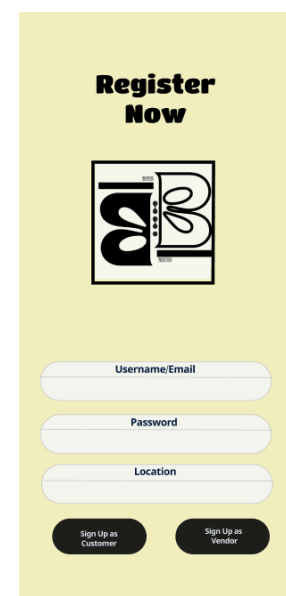 Register
Now
Username/Email
Password
Location
Sign Up as
Customer
Sign Up as
Vendor